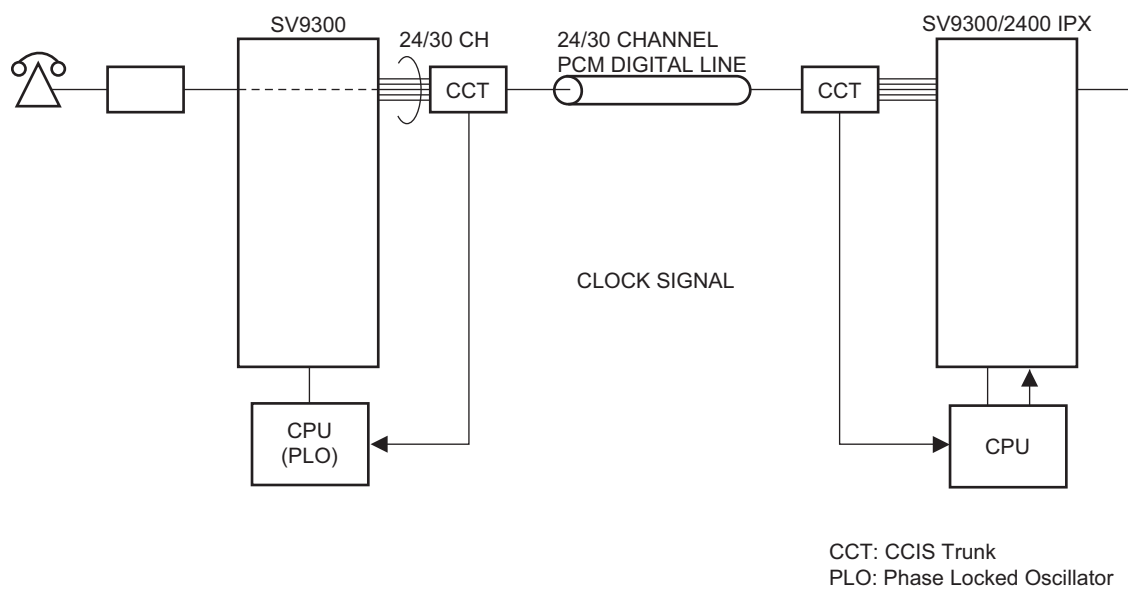 SV9300
24/30 CH
24/30 CHANNEL
PCM DIGITAL LINE
SV9300/2400 IPX
CCT
CCT
CLOCK SIGNAL
CPU
(PLO)
CPU
CCT: CCIS Trunk
PLO: Phase Locked Oscillator